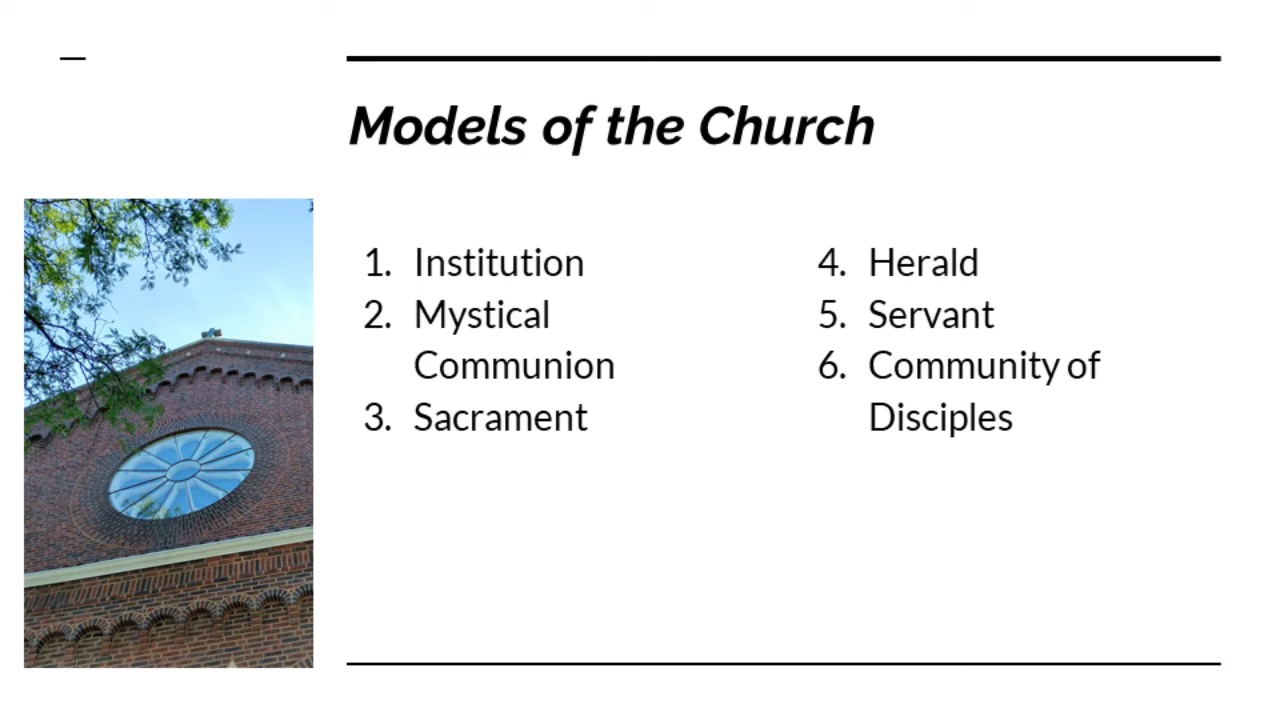 Models of the Church
1. Institution
2. Mystical
Communion
3. Sacrament
4. Herald
5. Servant
6. Community of
Disciples